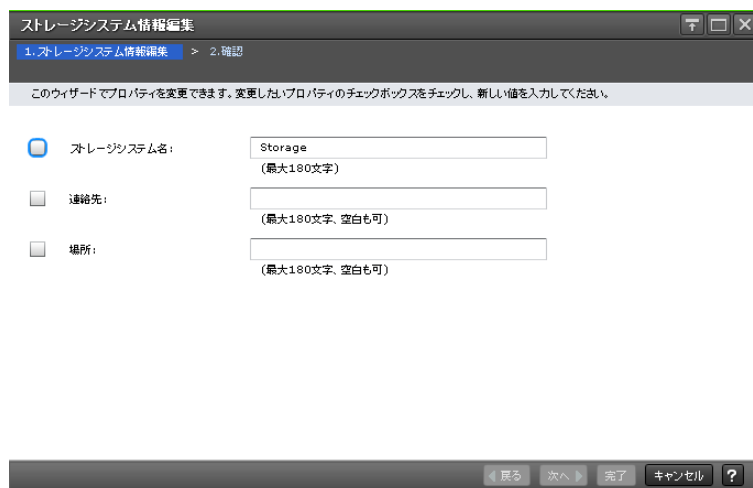 ストレージシステム情報編集
1.ストレージシステム情報編集 > 2.確認
このウィザードでプロパティを変更できます。変更したいプロパティのチェックボックスをチェックし、新しい値を入力してください。
ストレージシステム名: Storage
(最大180文字)
連絡先:
(最大180文字、空白も可)
場所:
(最大180文字、空白も可)
戻る 次へ 完了 キャンセル ?